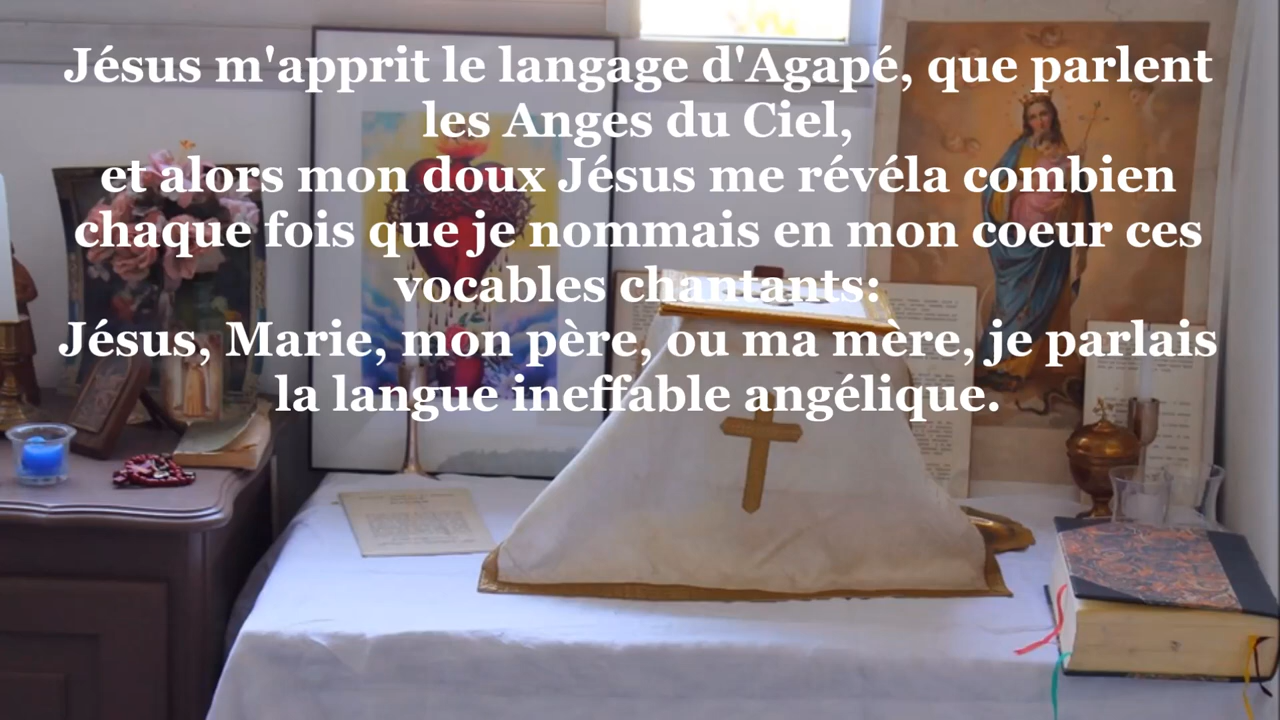 Jésus m'apprit le langage d'Agapé, que parlent
les Anges du Ciel,
et alors mon doux Jésus me révéla combien
chaque fois que je nommais en mon coeur ces
vocables chantants:
Jésus, Marie, mon père, ou ma mère, je parlais
la langue ineffable angélique.